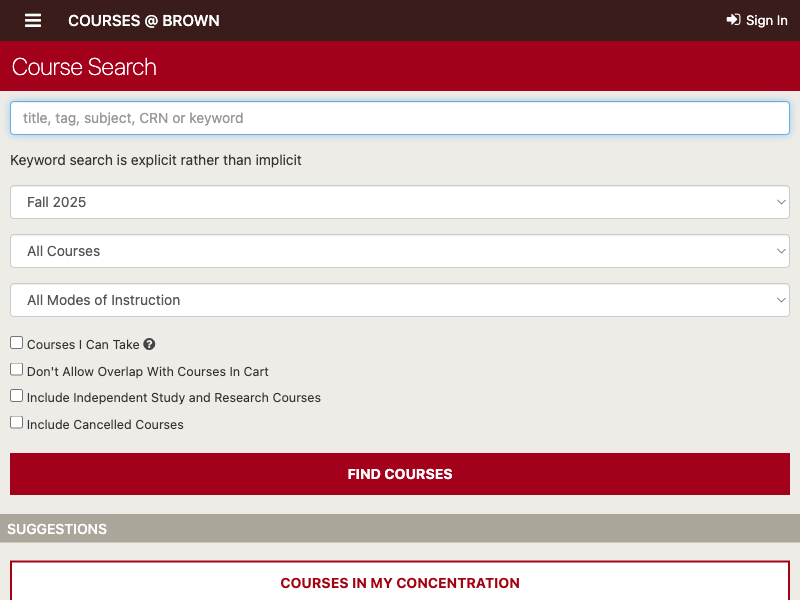 COURSES @ BROWN
Sign In
Course Search
title, tag, subject, CRN or keyword
Keyword search is explicit rather than implicit
Fall 2025
All Courses
All Modes of Instruction
Courses I Can Take ?
Don't Allow Overlap With Courses In Cart
Include Independent Study and Research Courses
Include Cancelled Courses
FIND COURSES
SUGGESTIONS
COURSES IN MY CONCENTRATION